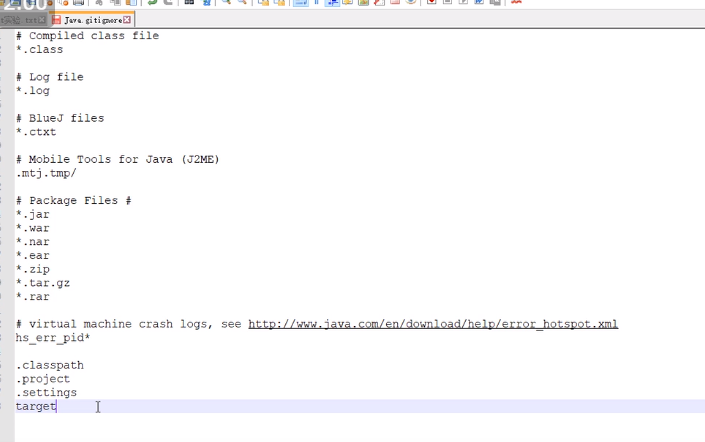 2:00
txt
Java.gitignore
# Compiled class file
*.class
# Log file
*.log
# BlueJ files
*.ctxt
# Mobile Tools for Java (J2ME)
.mtj.tmp/
# Package Files #
*.jar
*.war
*.nar
*.ear
*.zip
*.tar.gz
*.rar
# virtual machine crash logs, see http://www.java.com/en/download/help/error_hotspot.xml
hs_err_pid*
.classpath
.project
.settings
target